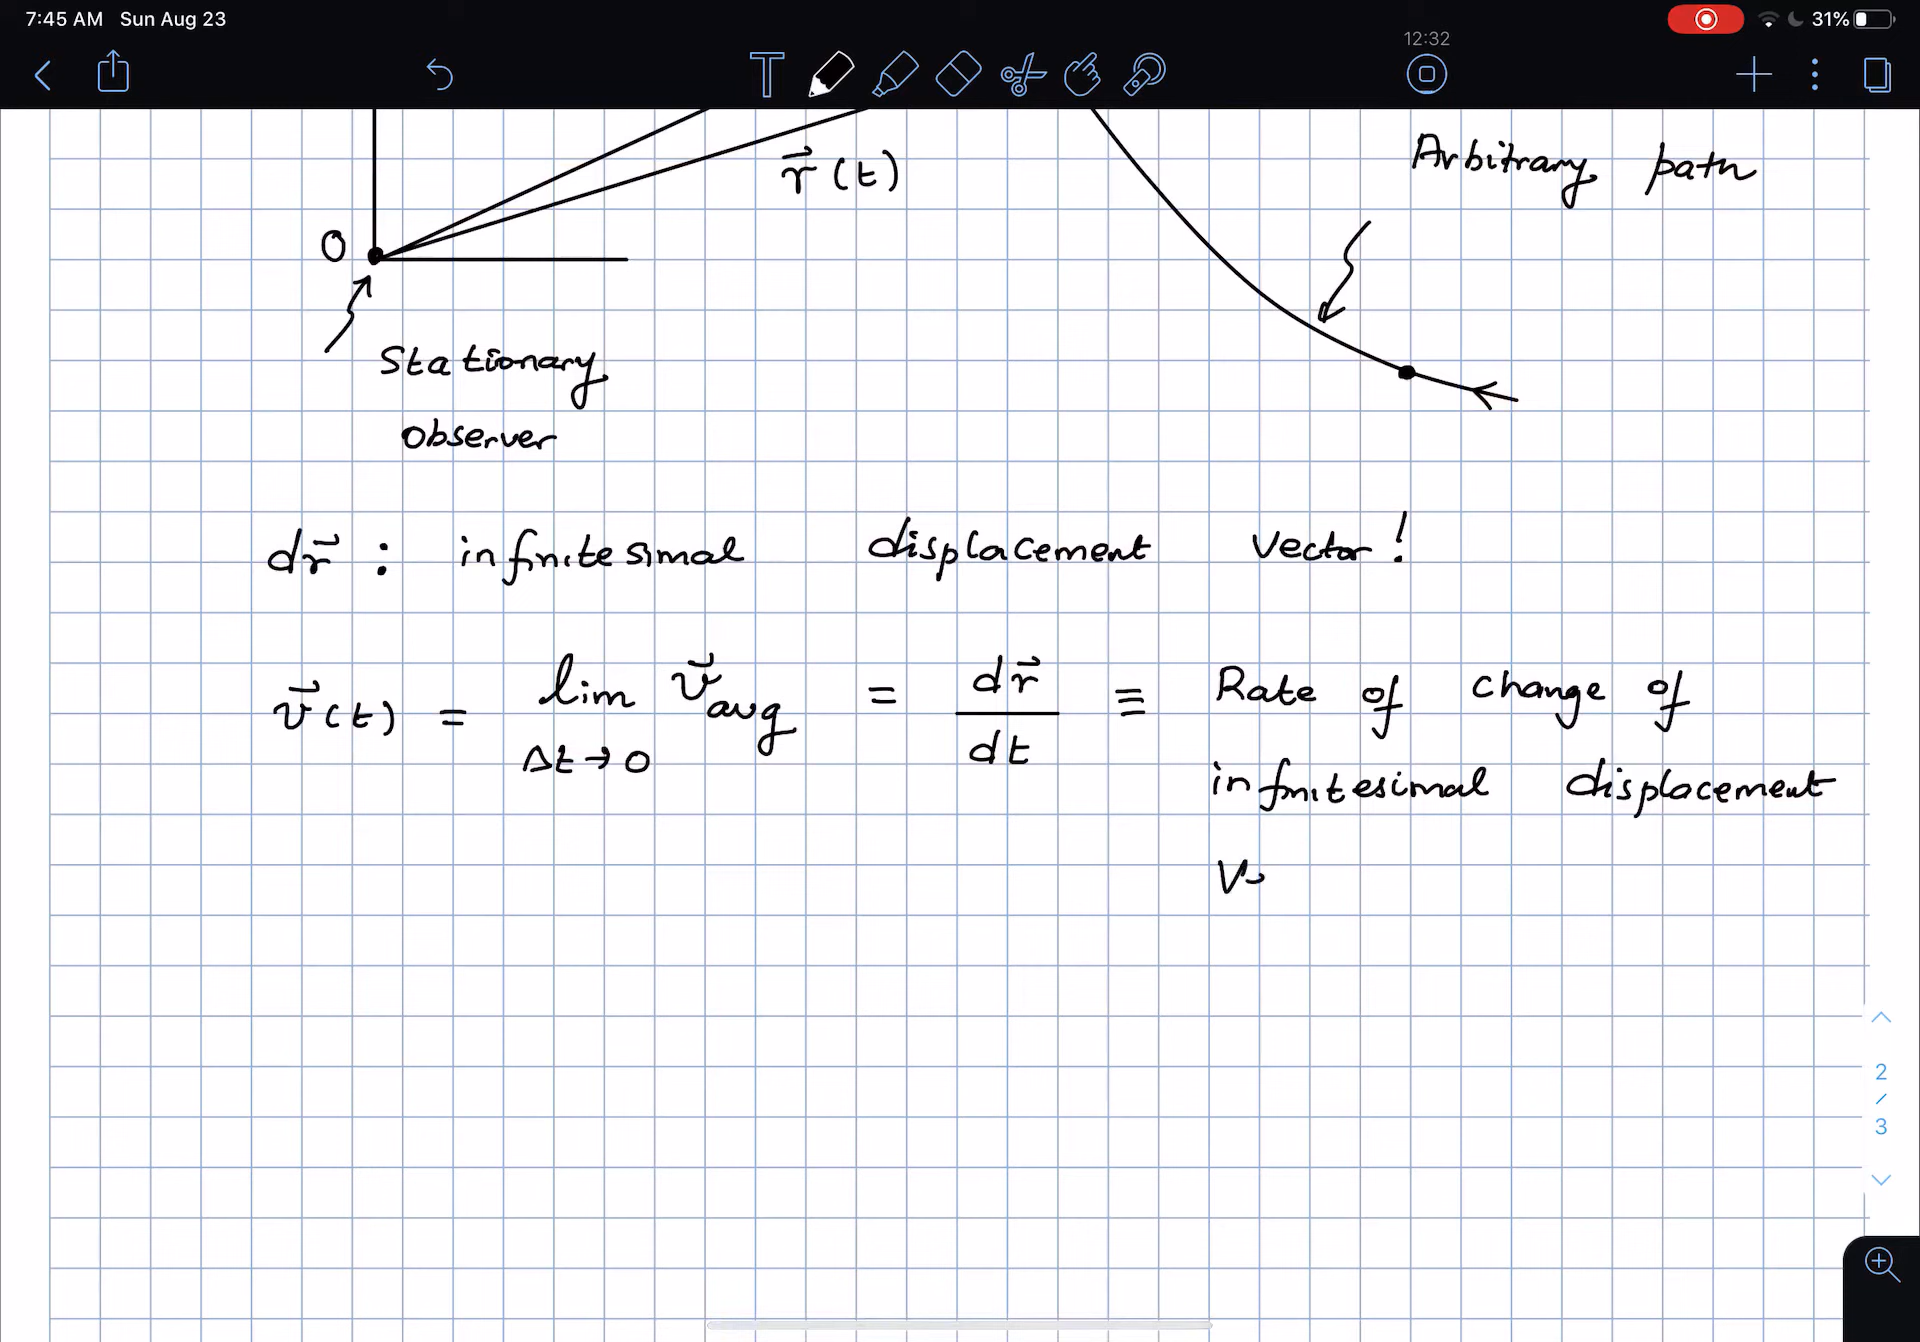 7:45 AM Sun Aug 23
31%
12:32
T
r⃗ (t)
Arbitrary path
O
Stationary
observer
dr⃗ : infinitesimal displacement vector!
v⃗(t) = lim v⃗avg = dr⃗ / dt ≡ Rate of change of
Δt→0
infinitesimal displacement
V
2
/
3